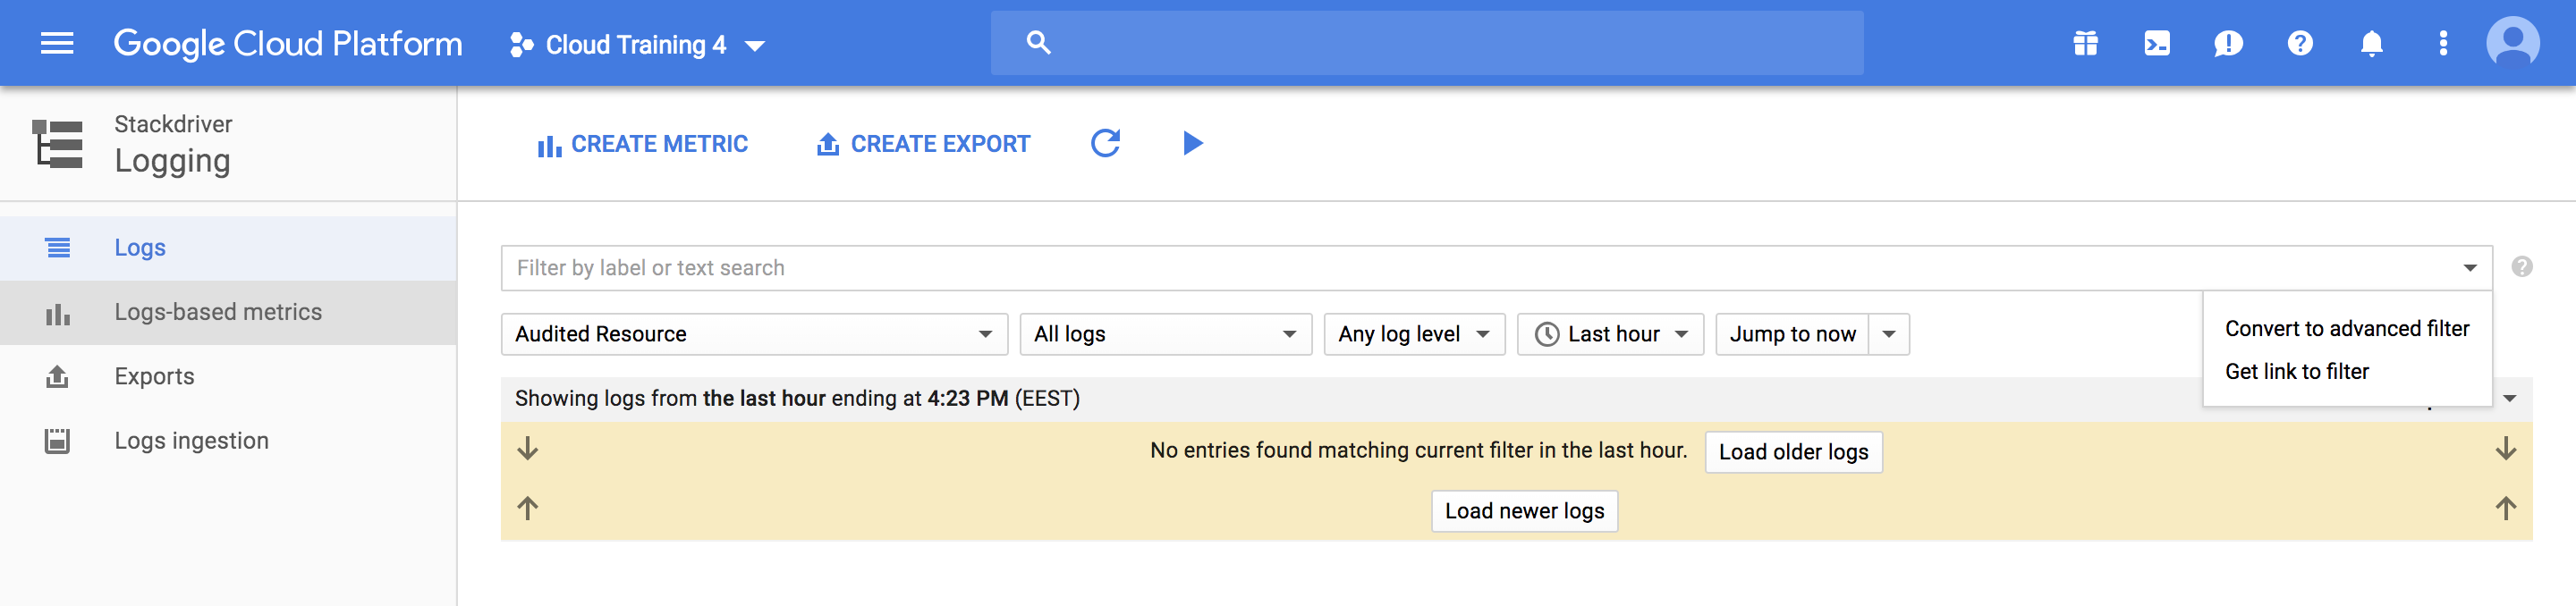 Google Cloud Platform
Cloud Training 4
Stackdriver
Logging
CREATE METRIC
CREATE EXPORT
Logs
Logs-based metrics
Exports
Logs ingestion
Filter by label or text search
Audited Resource
All logs
Any log level
Last hour
Jump to now
Convert to advanced filter
Get link to filter
Showing logs from the last hour ending at 4:23 PM (EEST)
No entries found matching current filter in the last hour.
Load older logs
Load newer logs